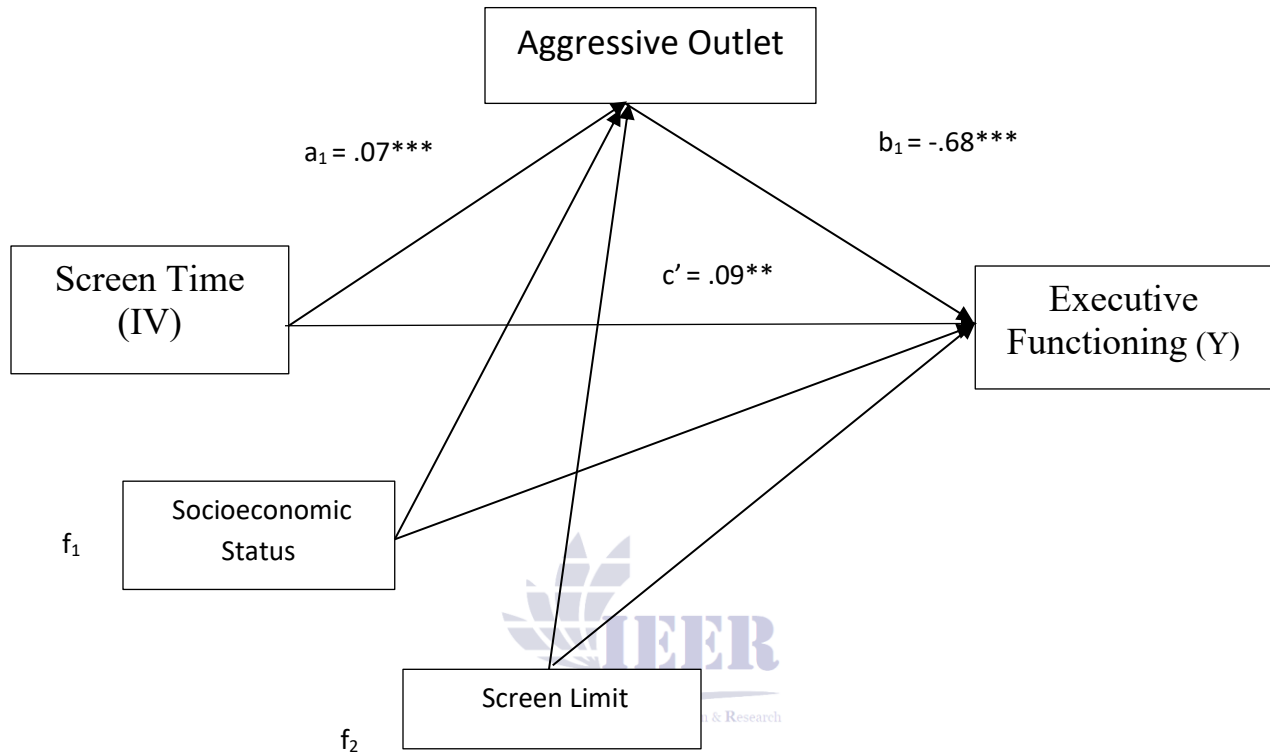 Aggressive Outlet
a₁ = .07***
b₁ = -.68***
Screen Time
(IV)
c’ = .09**
Executive
Functioning (Y)
Socioeconomic
Status
f₁
IEER
Screen Limit
& Research
f₂